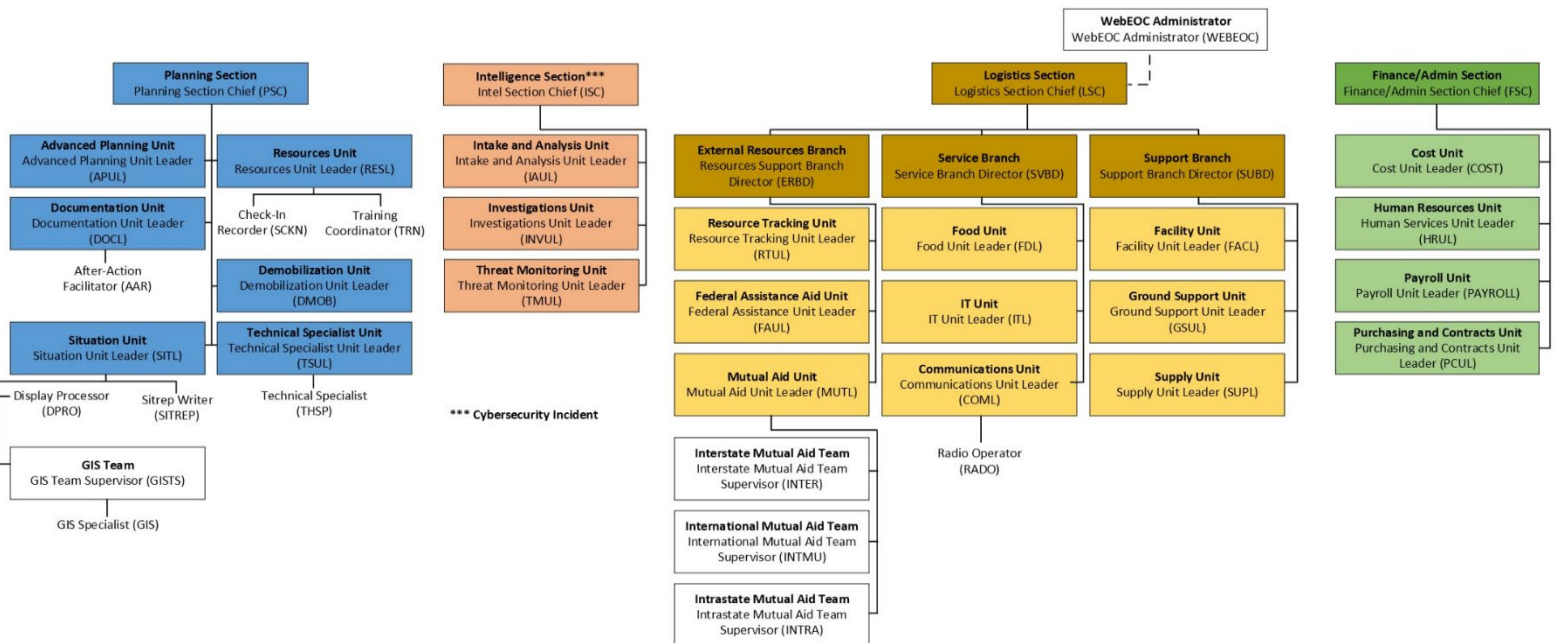 WebEOC Administrator
WebEOC Administrator (WEBEOC)
Planning Section
Planning Section Chief (PSC)
Advanced Planning Unit
Advanced Planning Unit Leader
(APUL)
Resources Unit
Resources Unit Leader (RESL)
Check-In
Recorder (SCKN)
Training
Coordinator (TRN)
Documentation Unit
Documentation Unit Leader
(DOCL)
After-Action
Facilitator (AAR)
Demobilization Unit
Demobilization Unit Leader
(DMOB)
Situation Unit
Situation Unit Leader (SITL)
Technical Specialist Unit
Technical Specialist Unit Leader
(TSUL)
Display Processor
(DPRO)
Sitrep Writer
(SITREP)
Technical Specialist
(THSP)
GIS Team
GIS Team Supervisor (GISTS)
GIS Specialist (GIS)
Intelligence Section***
Intel Section Chief (ISC)
Intake and Analysis Unit
Intake and Analysis Unit Leader
(IAUL)
Investigations Unit
Investigations Unit Leader
(INVUL)
Threat Monitoring Unit
Threat Monitoring Unit Leader
(TMUL)
*** Cybersecurity Incident
Logistics Section
Logistics Section Chief (LSC)
External Resources Branch
Resources Support Branch
Director (ERBD)
Resource Tracking Unit
Resource Tracking Unit Leader
(RTUL)
Federal Assistance Aid Unit
Federal Assistance Unit Leader
(FAUL)
Mutual Aid Unit
Mutual Aid Unit Leader (MUTL)
Interstate Mutual Aid Team
Interstate Mutual Aid Team
Supervisor (INTER)
International Mutual Aid Team
International Mutual Aid Team
Supervisor (INTMU)
Intrastate Mutual Aid Team
Intrastate Mutual Aid Team
Supervisor (INTRA)
Service Branch
Service Branch Director (SVBD)
Food Unit
Food Unit Leader (FDL)
IT Unit
IT Unit Leader (ITL)
Communications Unit
Communications Unit Leader
(COML)
Radio Operator
(RADO)
Support Branch
Support Branch Director (SUBD)
Facility Unit
Facility Unit Leader (FACL)
Ground Support Unit
Ground Support Unit Leader
(GSUL)
Supply Unit
Supply Unit Leader (SUPL)
Finance/Admin Section
Finance/Admin Section Chief (FSC)
Cost Unit
Cost Unit Leader (COST)
Human Resources Unit
Human Services Unit Leader
(HRUL)
Payroll Unit
Payroll Unit Leader (PAYROLL)
Purchasing and Contracts Unit
Purchasing and Contracts Unit
Leader (PCUL)